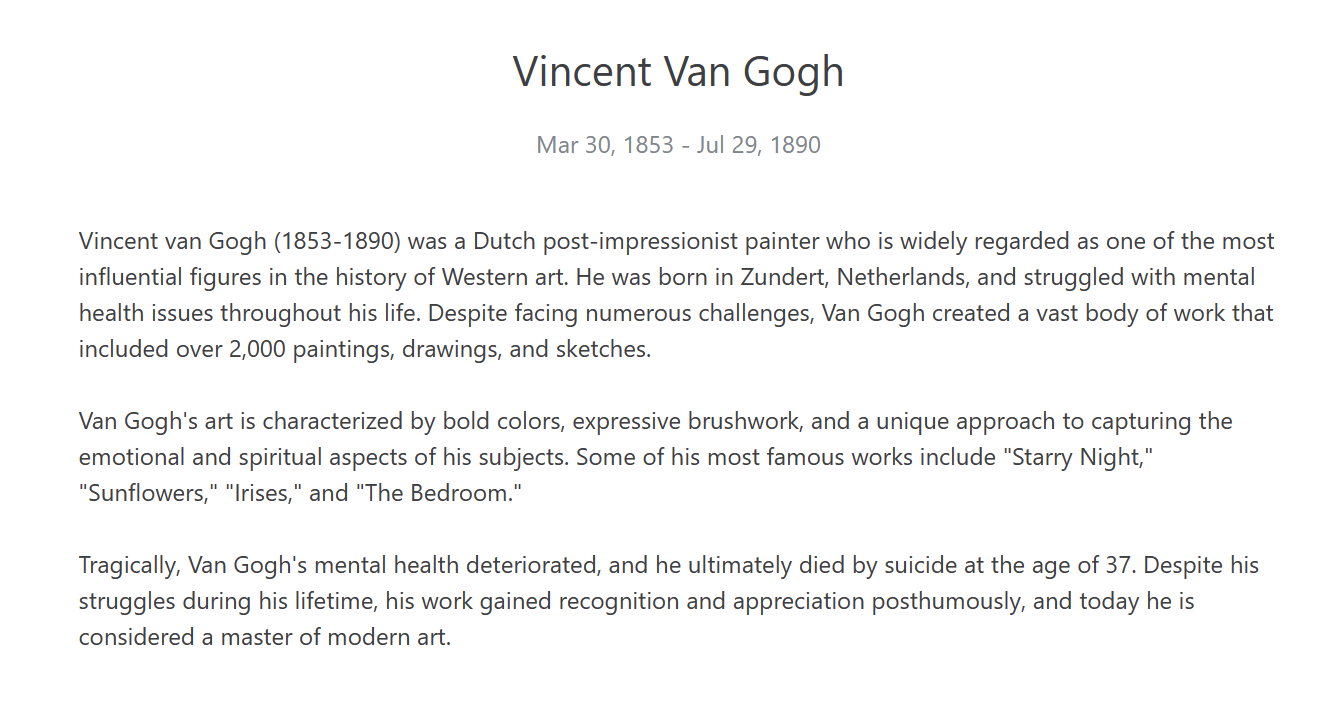 Vincent Van Gogh
Mar 30, 1853 - Jul 29, 1890
Vincent van Gogh (1853-1890) was a Dutch post-impressionist painter who is widely regarded as one of the most
influential figures in the history of Western art. He was born in Zundert, Netherlands, and struggled with mental
health issues throughout his life. Despite facing numerous challenges, Van Gogh created a vast body of work that
included over 2,000 paintings, drawings, and sketches.
Van Gogh's art is characterized by bold colors, expressive brushwork, and a unique approach to capturing the
emotional and spiritual aspects of his subjects. Some of his most famous works include "Starry Night,"
"Sunflowers," "Irises," and "The Bedroom."
Tragically, Van Gogh's mental health deteriorated, and he ultimately died by suicide at the age of 37. Despite his
struggles during his lifetime, his work gained recognition and appreciation posthumously, and today he is
considered a master of modern art.